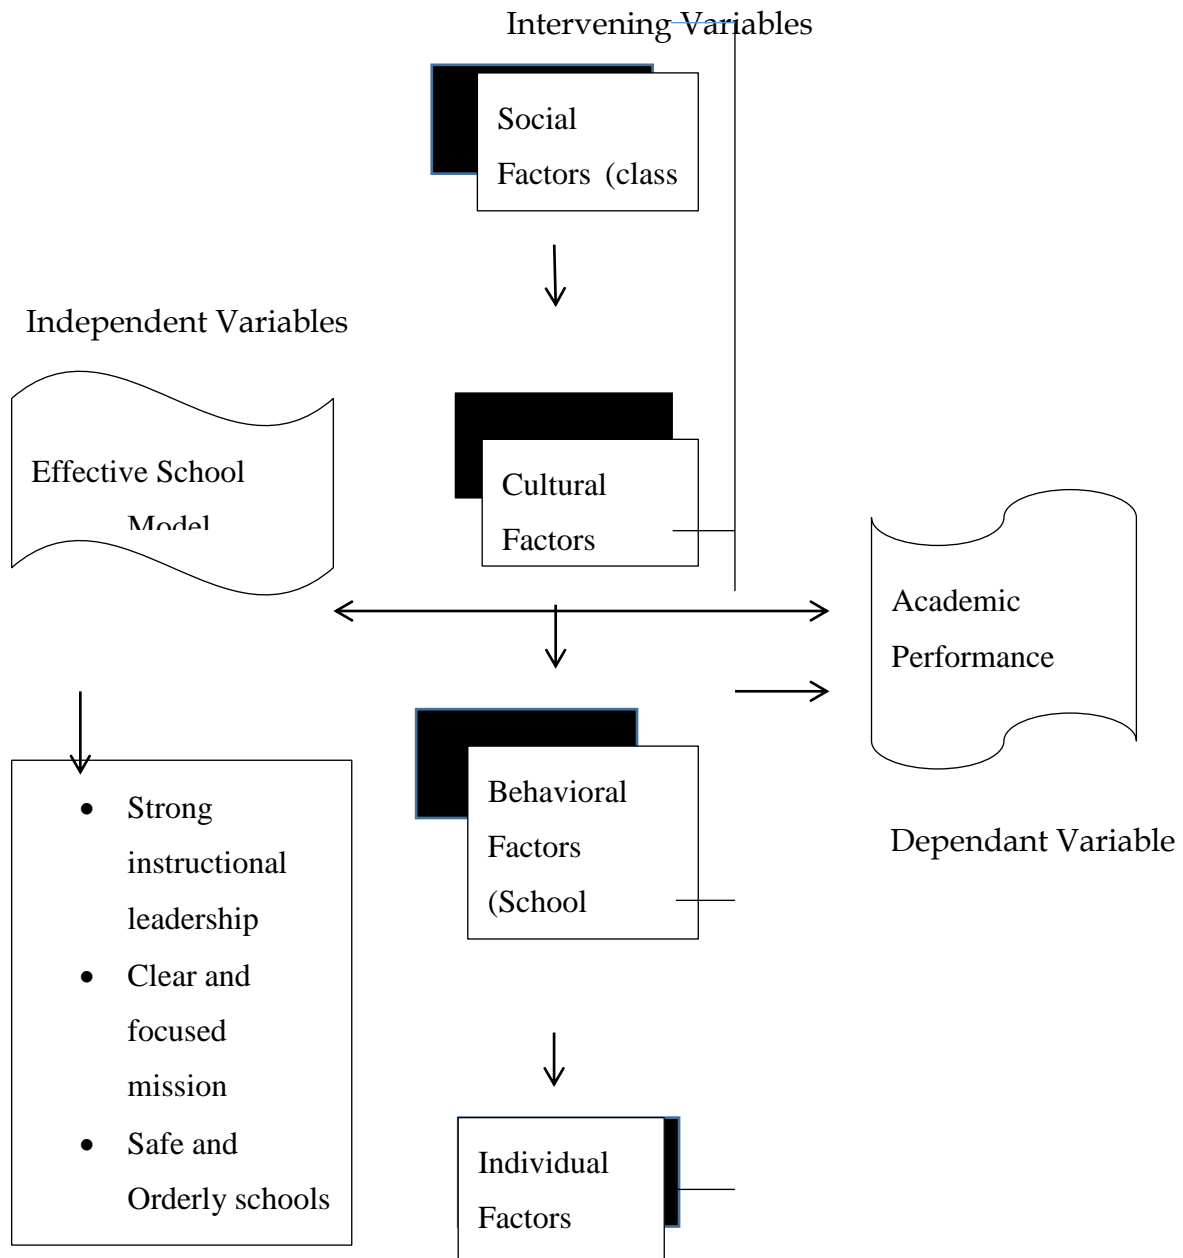 Intervening Variables
Social
Factors (class
Independent Variables
Effective School
Model
Cultural
Factors
Academic
Performance
Behavioral
Factors
(School
Dependant Variable
• Strong
instructional
leadership
• Clear and
focused
mission
• Safe and
Orderly schools
Individual
Factors